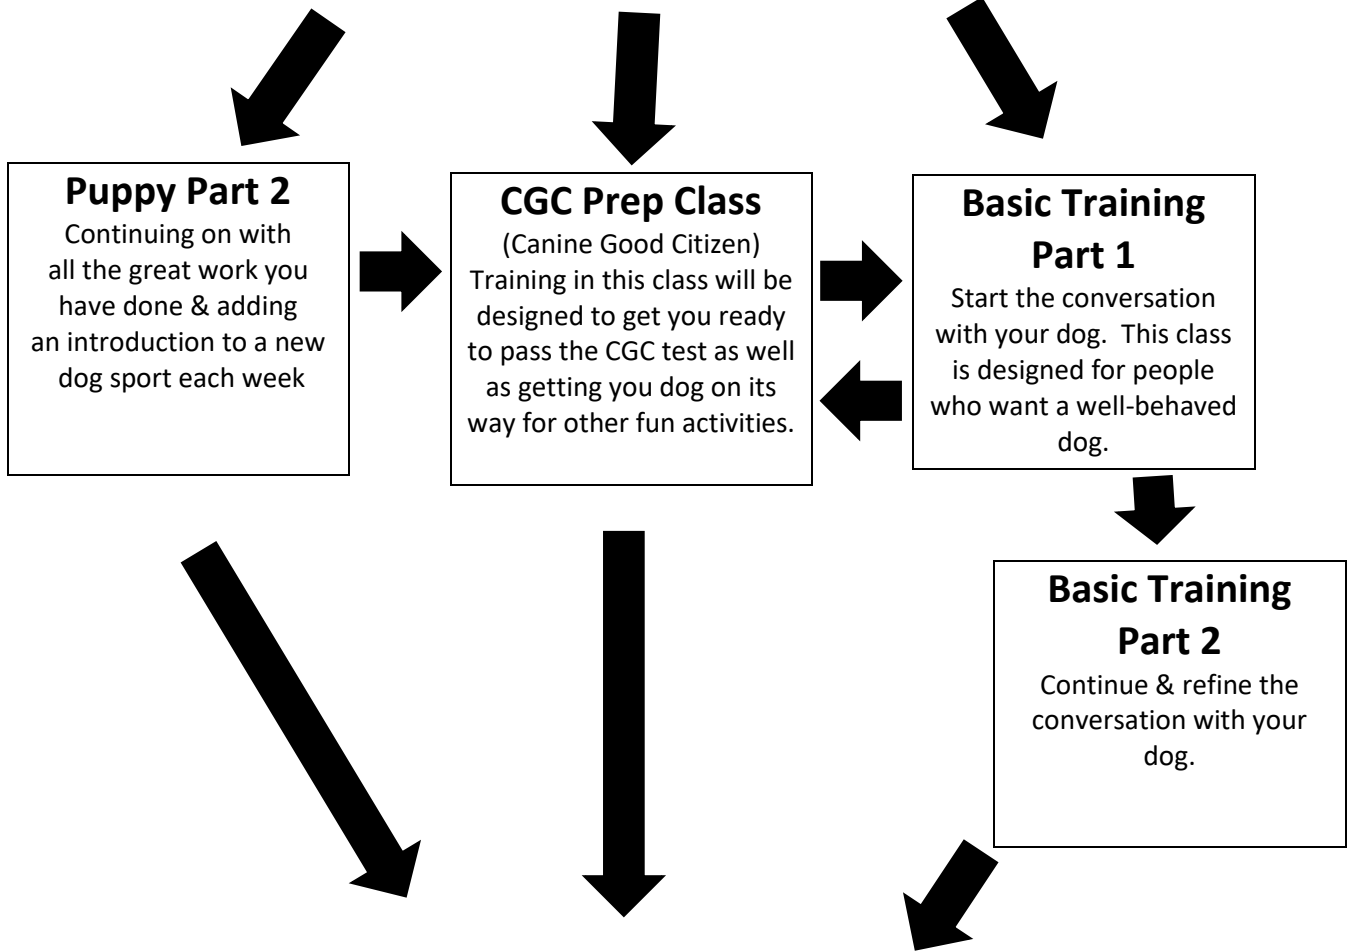 Puppy Part 2
Continuing on with
all the great work you
have done & adding
an introduction to a new
dog sport each week
CGC Prep Class
(Canine Good Citizen)
Training in this class will be
designed to get you ready
to pass the CGC test as well
as getting you dog on its
way for other fun activities.
Basic Training
Part 1
Start the conversation
with your dog.  This class
is designed for people
who want a well-behaved
dog.
Basic Training
Part 2
Continue & refine the
conversation with your
dog.